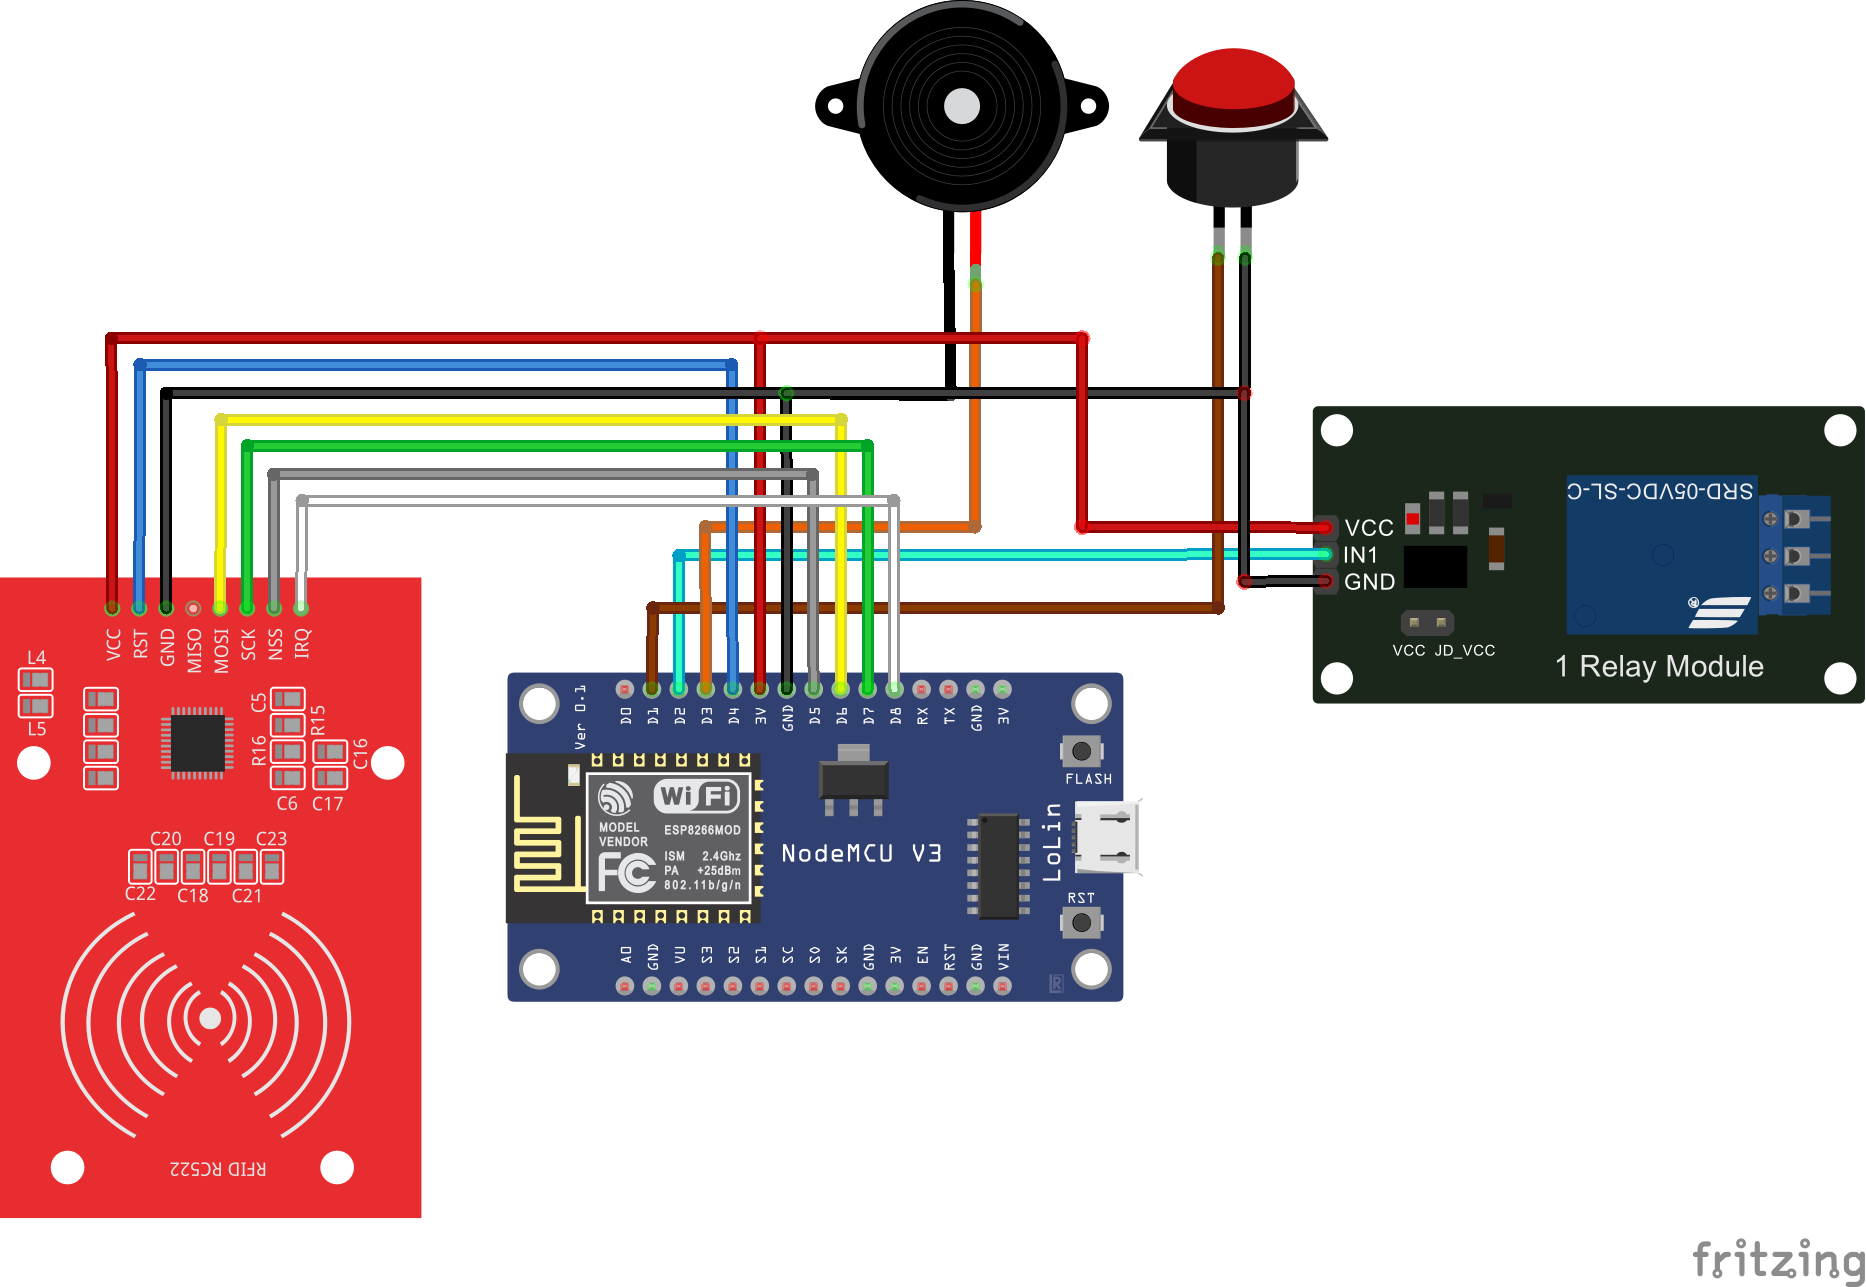 VCC
RST
GND
MISO
MOSI
SCK
NSS
IRQ
L4
L5
C5
R15
R16
C16
C6
C17
C20
C19
C23
C22
C18
C21
RFID RC522
Ver 0.1
D0
D1
D2
D3
D4
3V
GND
D5
D6
D7
D8
RX
TX
GND
3V
FLASH
WiFi
MODEL
VENDOR
ESP8266MOD
FC
ISM 2.4Ghz
PA +25dBm
802.11b/g/n
NodeMCU V3
LoLin
RST
A0
GND
VU
S3
S2
S1
SC
S0
SK
GND
3V
EN
RST
GND
VIN
R
VCC
IN1
GND
SRD-05VDC-SL-C
®
VCC JD_VCC
1 Relay Module
fritzing